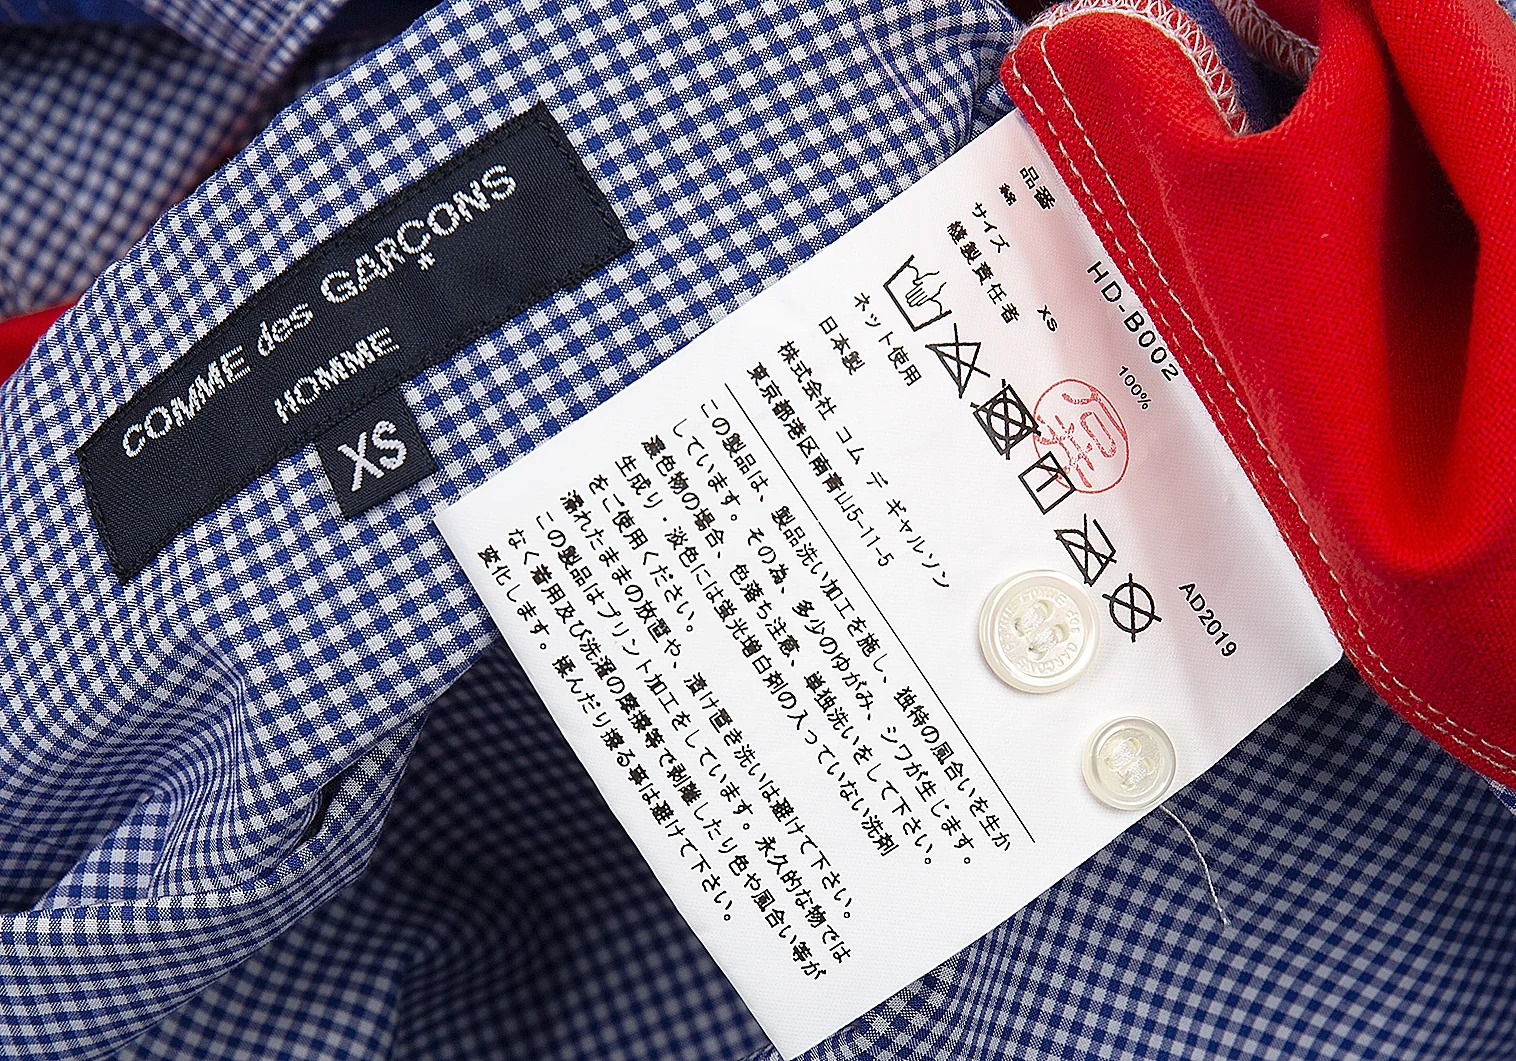 COMME des GARÇONS
HOMME
XS
品番 HD-B002
綿 100%
サイズ XS
縫製責任者
AD2019
ネット使用
日本製
株式会社 コム デ ギャルソン
東京都港区南青山5-11-5
この製品は、製品洗い加工を施し、独特の風合いを生か
しています。その為、多少のゆがみ、シワが生じます。
濃色物の場合、色落ち注意、単独洗いをして下さい。
生成り・淡色には蛍光増白剤の入っていない洗剤
をご使用ください。
濡れたままの放置や、漬け置き洗いは避けて下さい。
この製品はプリント加工をしています。永久的な物では
なく着用及び洗濯の摩擦等で剥離したり色や風合い等が
変化します。揉んだり擦る事は避けて下さい。